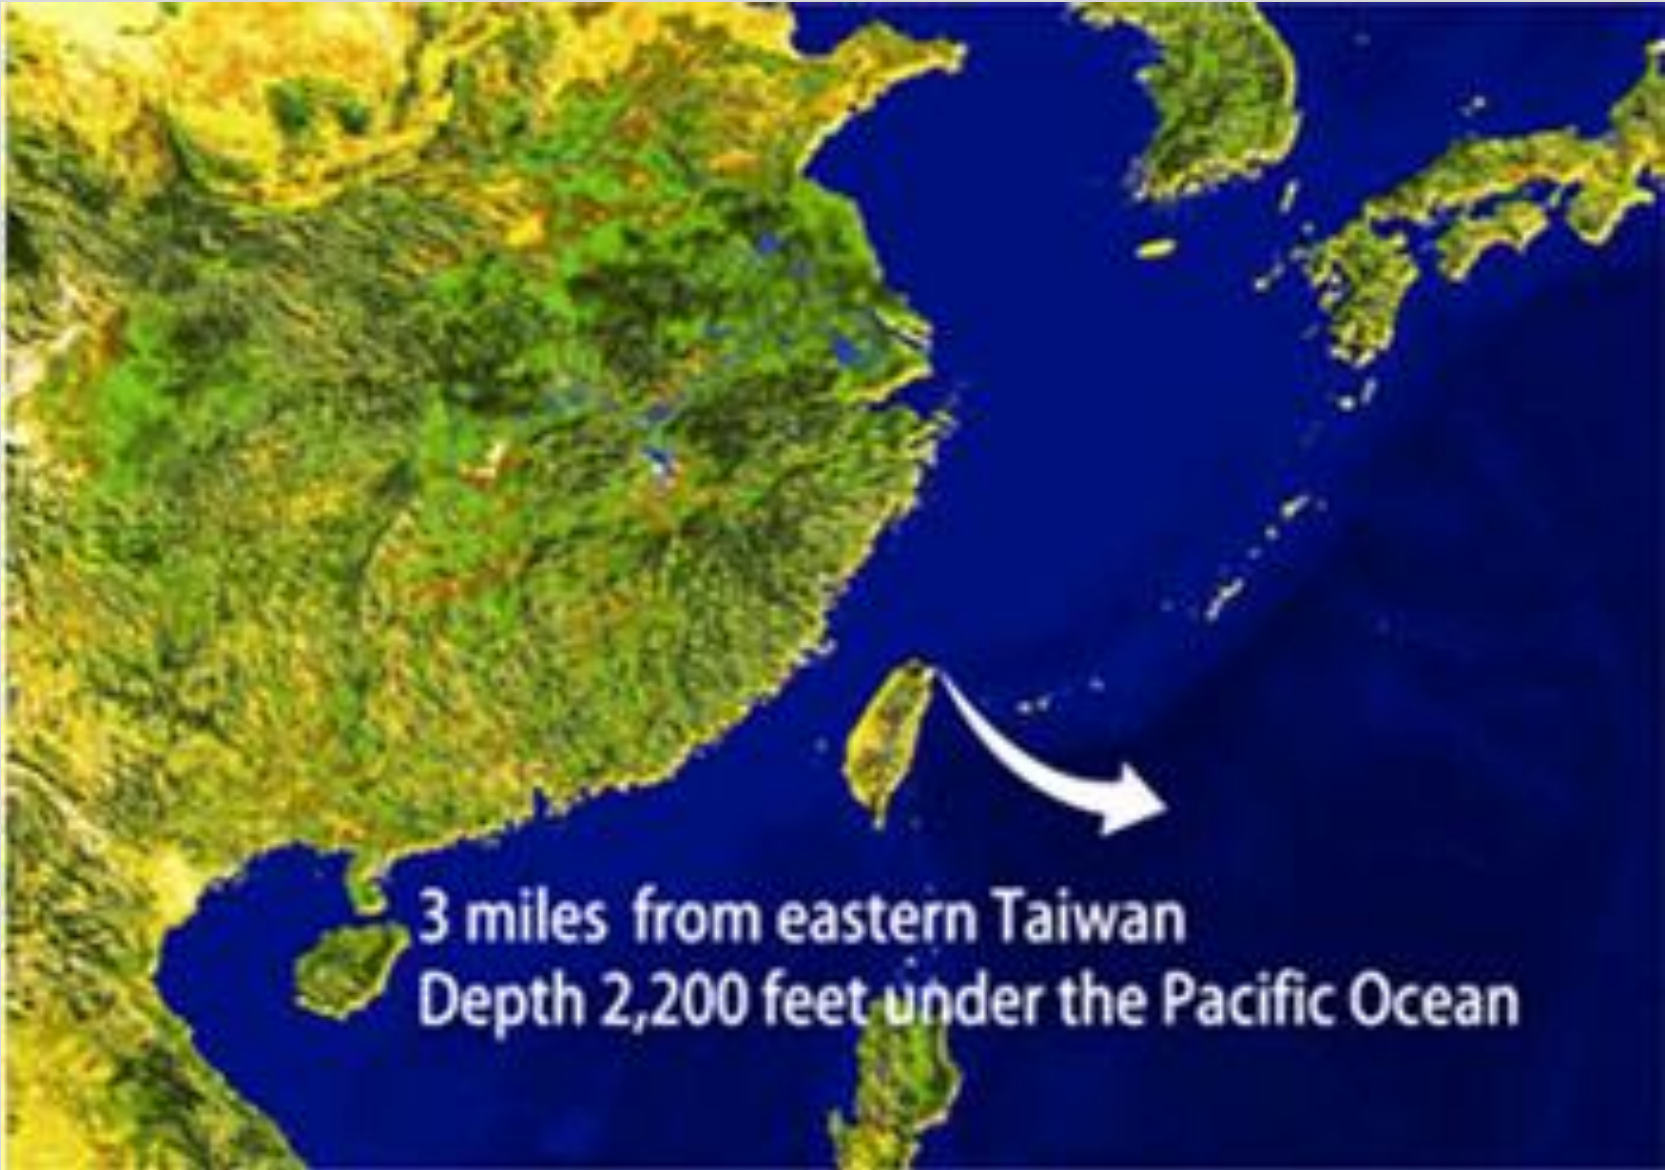 3 miles from eastern Taiwan
Depth 2,200 feet under the Pacific Ocean